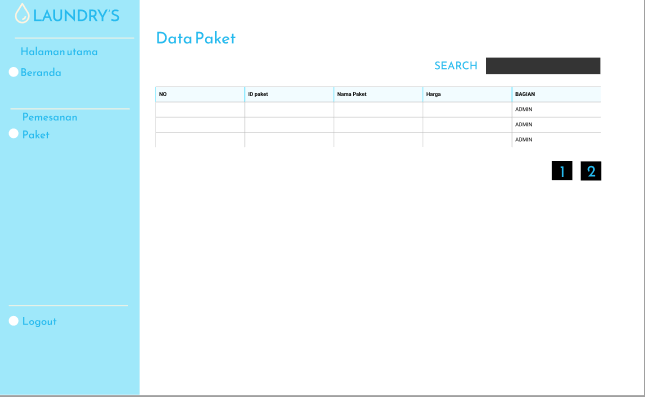 LAUNDRY'S
Halaman utama
Beranda
Pemesanan
Paket
Logout
Data Paket
SEARCH
NO ID paket Nama Paket Harga BAGIAN
ADMIN
ADMIN
ADMIN
1 2